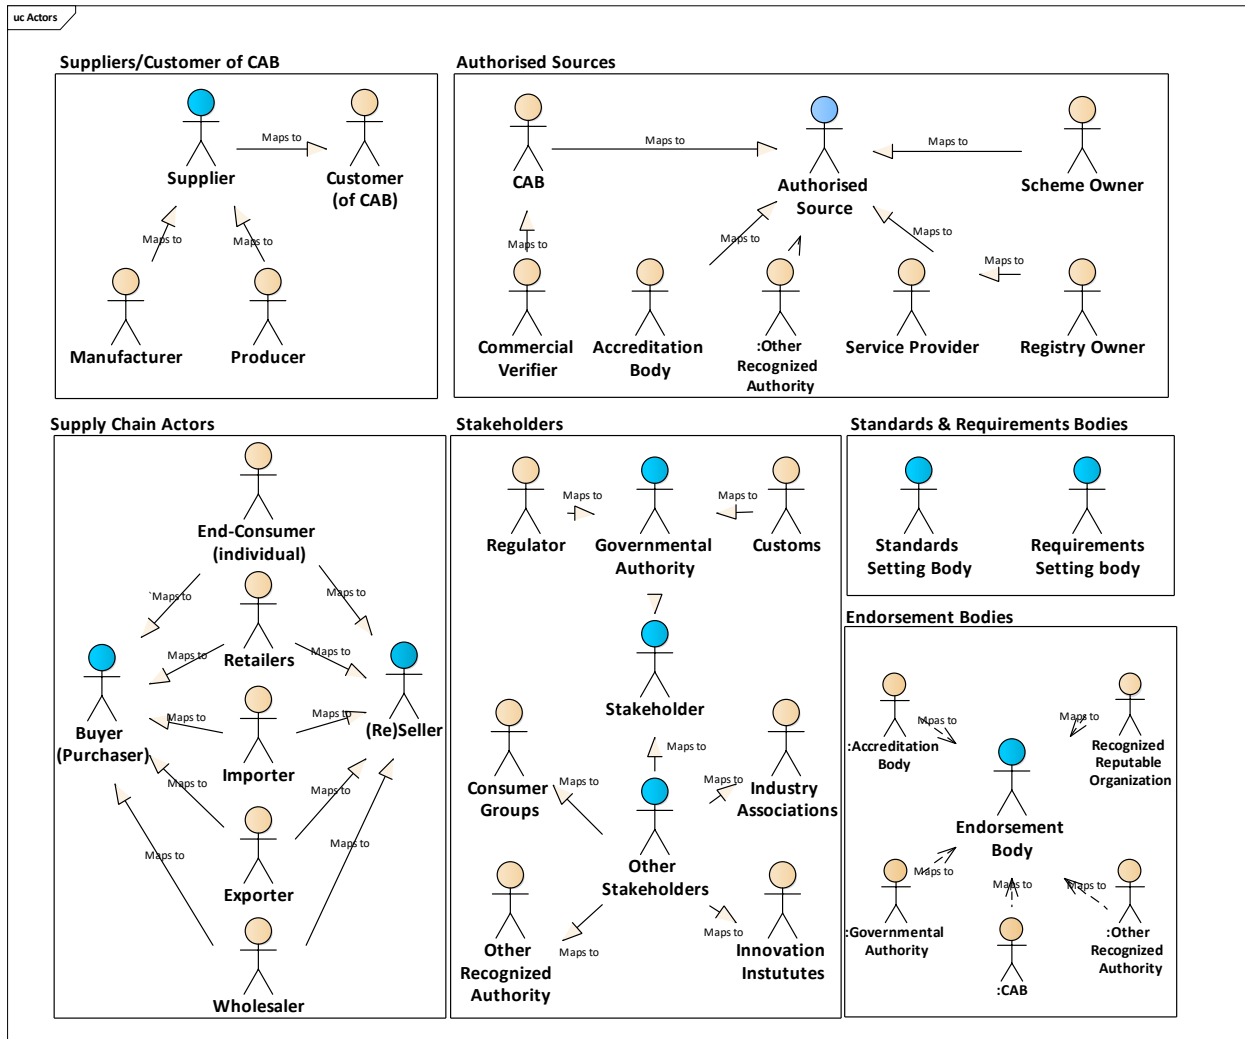 uc Actors
Suppliers/Customer of CAB
Supplier
Maps to
Customer
(of CAB)
Maps to
Maps to
Manufacturer
Producer
Authorised Sources
CAB
Maps to
Authorised
Source
Scheme Owner
Maps to
Maps to
Maps to
Maps to
Commercial
Verifier
Accreditation
Body
:Other
Recognized
Authority
Service Provider
Registry Owner
Supply Chain Actors
End-Consumer
(individual)
`Maps to
Maps to
Retailers
Maps to
Maps to
Buyer
(Purchaser)
(Re)Seller
Maps to
Maps to
Importer
Maps to
Maps to
Exporter
Maps to
Maps to
Wholesaler
Stakeholders
Regulator
Maps to
Governmental
Authority
Maps to
Customs
Stakeholder
Maps to
Consumer
Groups
Maps to
Maps to
Industry
Associations
Other
Stakeholders
Maps to
Maps to
Other
Recognized
Authority
Innovation
Instututes
Standards & Requirements Bodies
Standards
Setting Body
Requirements
Setting body
Endorsement Bodies
:Accreditation
Body
Maps to
Maps to
Recognized
Reputable
Organization
Endorsement
Body
Maps to
Maps to
Maps to
:Governmental
Authority
:CAB
:Other
Recognized
Authority